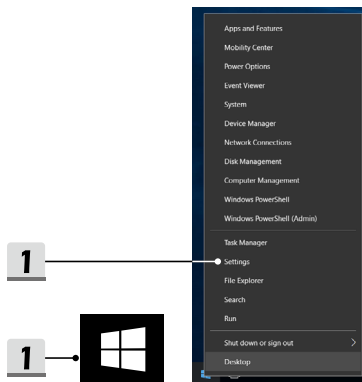 Apps and Features
Mobility Center
Power Options
Event Viewer
System
Device Manager
Network Connections
Disk Management
Computer Management
Windows PowerShell
Windows PowerShell (Admin)
Task Manager
1
Settings
File Explorer
Search
Run
1
Shut down or sign out
Desktop